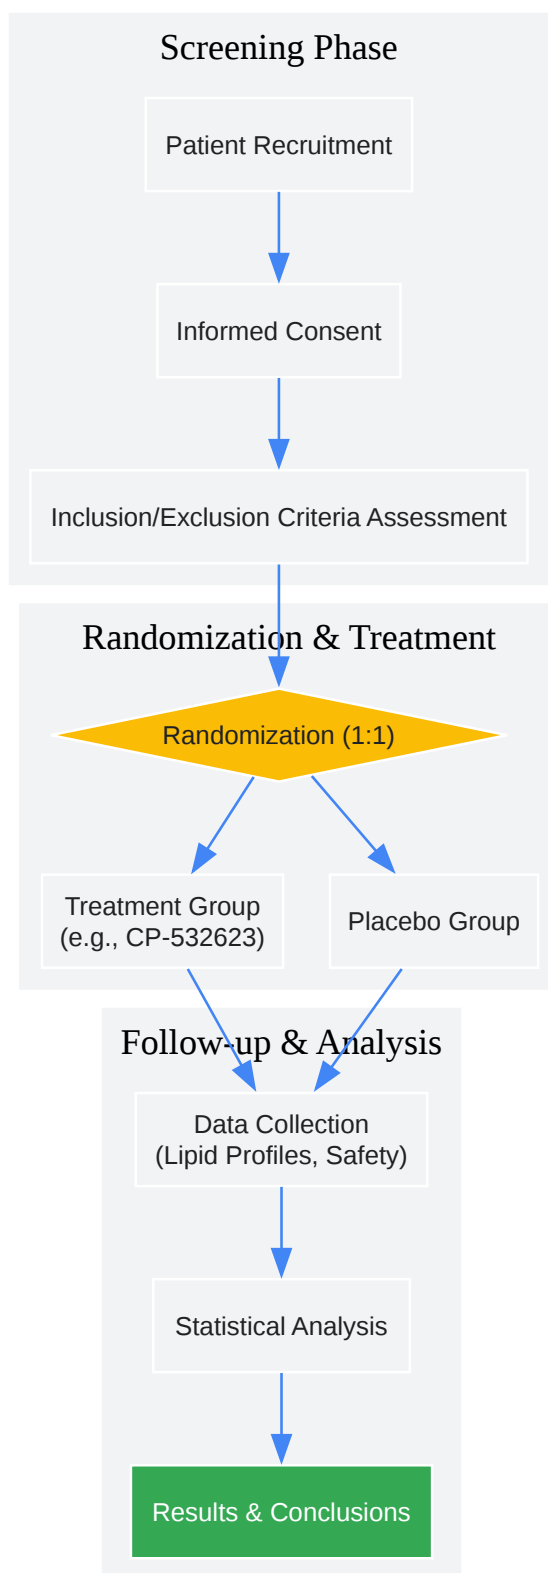 Screening Phase
Patient Recruitment
Informed Consent
Inclusion/Exclusion Criteria Assessment
Randomization & Treatment
Randomization (1:1)
Treatment Group
(e.g., CP-532623)
Placebo Group
Follow-up & Analysis
Data Collection
(Lipid Profiles, Safety)
Statistical Analysis
Results & Conclusions